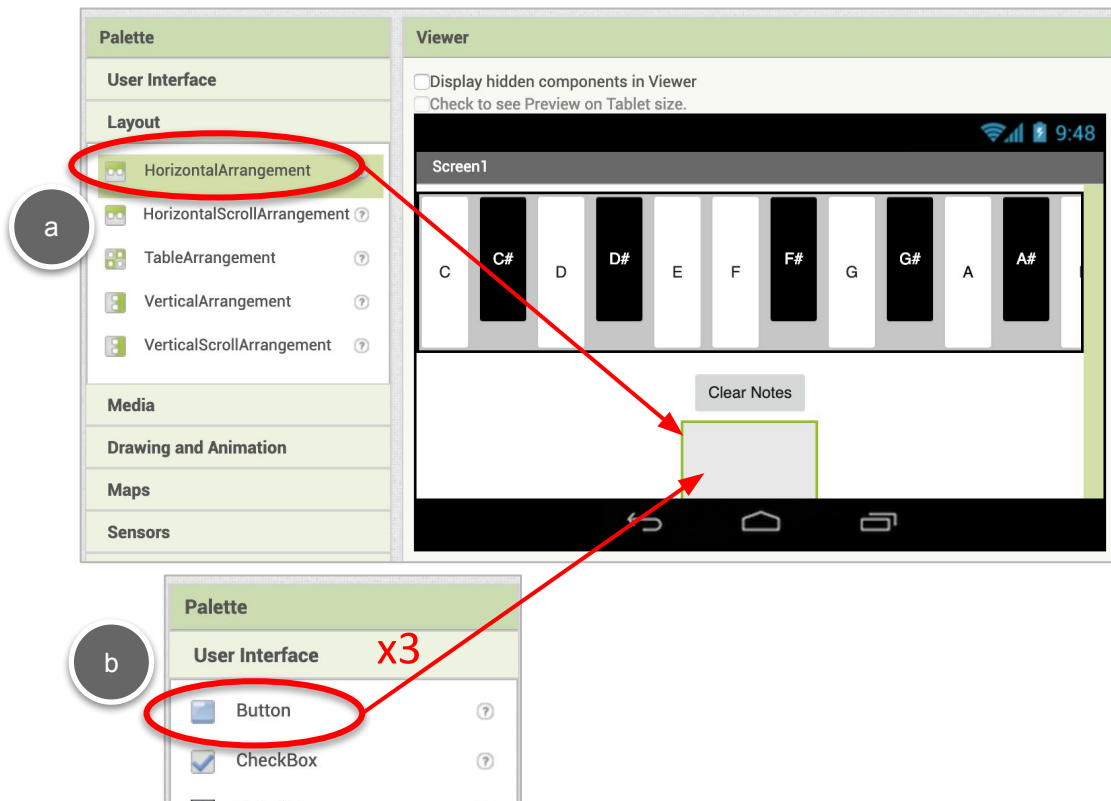 Palette
User Interface
Layout
HorizontalArrangement
a
HorizontalScrollArrangement ?
TableArrangement ?
VerticalArrangement ?
VerticalScrollArrangement ?
Media
Drawing and Animation
Maps
Sensors
Viewer
Display hidden components in Viewer
Check to see Preview on Tablet size.
9:48
Screen1
C C# D D# E F F# G G# A A#
Clear Notes
Palette
User Interface x3
b
Button ?
CheckBox ?